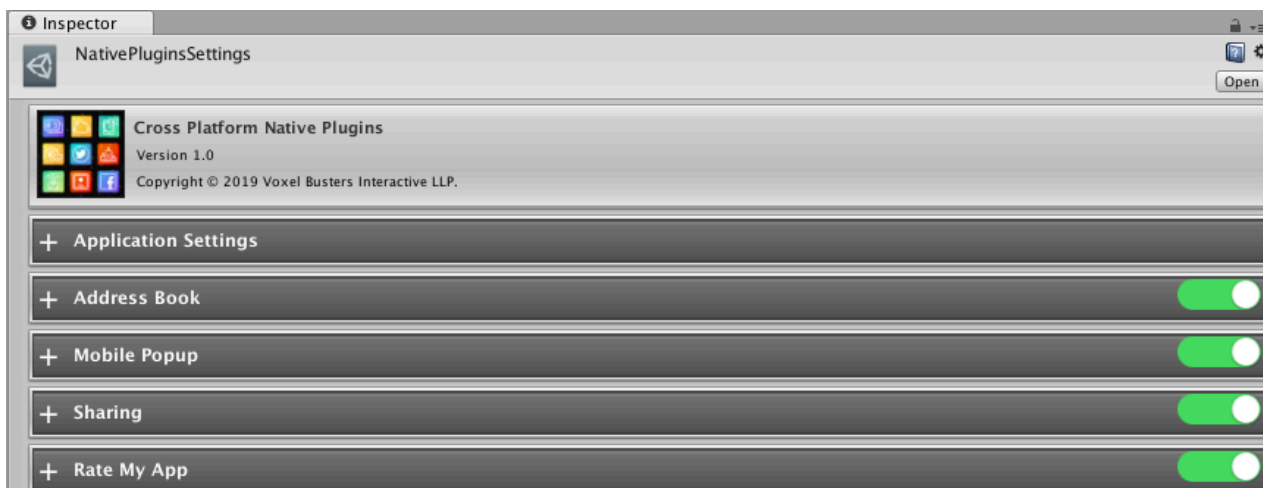 Inspector
NativePluginsSettings
Open
Cross Platform Native Plugins
Version 1.0
Copyright © 2019 Voxel Busters Interactive LLP.
Application Settings
Address Book
Mobile Popup
Sharing
Rate My App